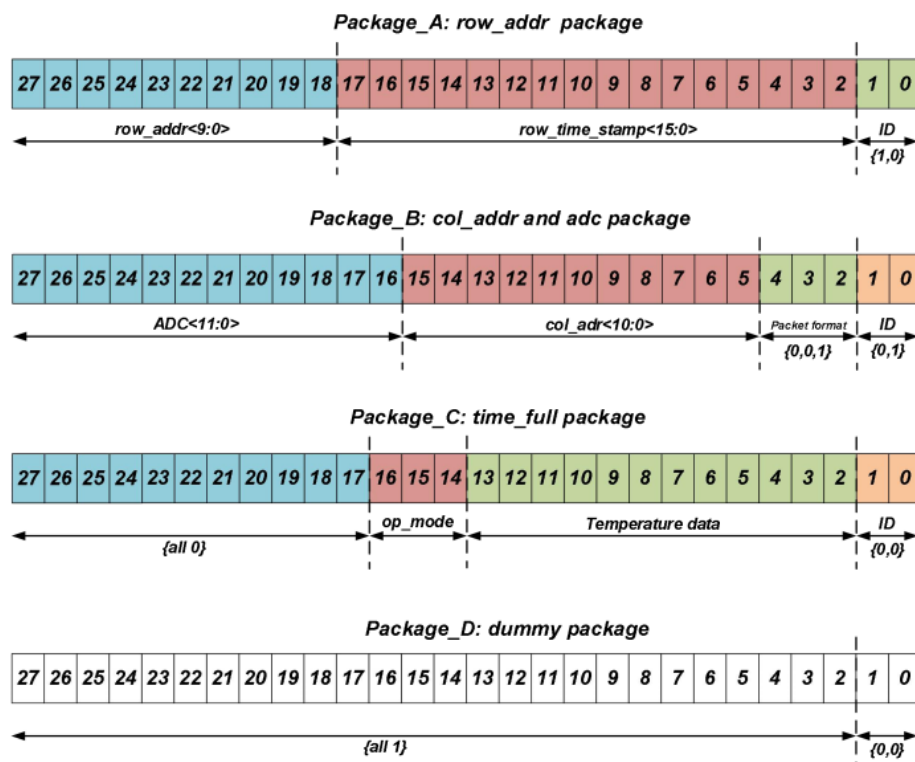 Package_A: row_addr package
27 26 25 24 23 22 21 20 19 18 17 16 15 14 13 12 11 10 9 8 7 6 5 4 3 2 1 0
row_addr<9:0> row_time_stamp<15:0> ID
{1,0}
Package_B: col_addr and adc package
27 26 25 24 23 22 21 20 19 18 17 16 15 14 13 12 11 10 9 8 7 6 5 4 3 2 1 0
ADC<11:0> col_adr<10:0> Packet format ID
{0,0,1} {0,1}
Package_C: time_full package
27 26 25 24 23 22 21 20 19 18 17 16 15 14 13 12 11 10 9 8 7 6 5 4 3 2 1 0
op_mode Temperature data ID
{all 0} {0,0}
Package_D: dummy package
27 26 25 24 23 22 21 20 19 18 17 16 15 14 13 12 11 10 9 8 7 6 5 4 3 2 1 0
{all 1} {0,0}